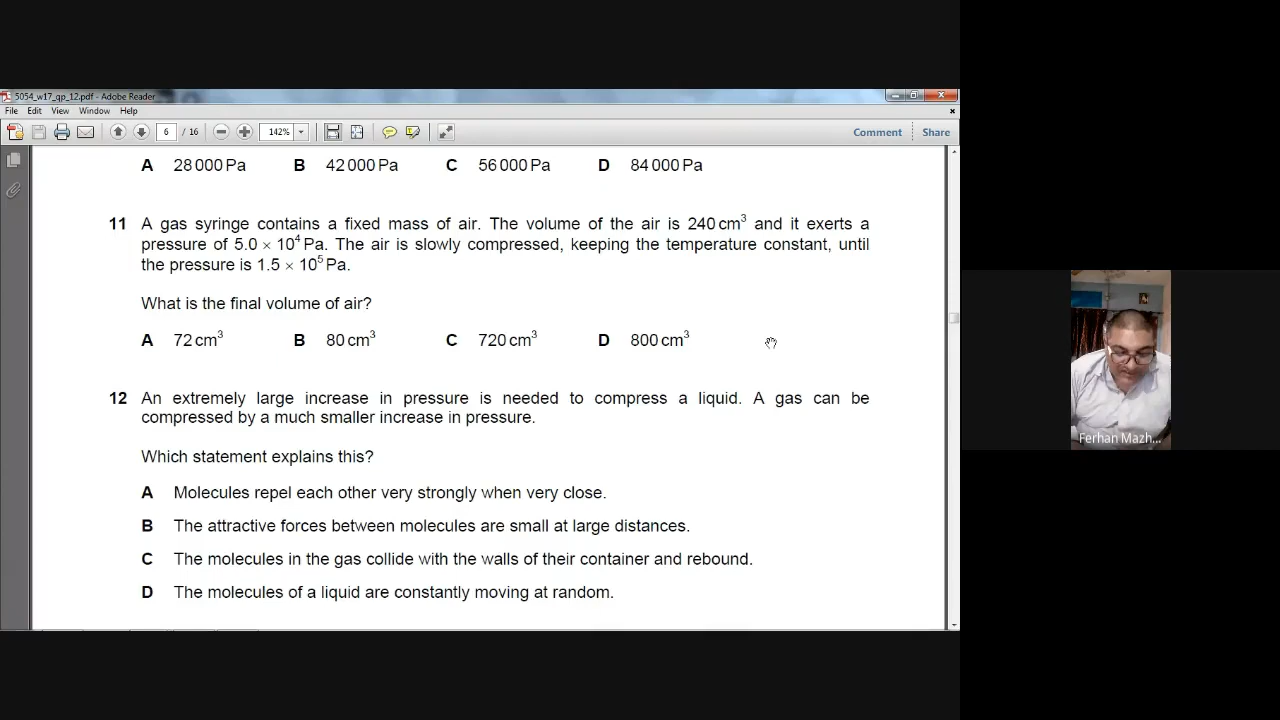 5054_w17_qp_12.pdf - Adobe Reader
File Edit View Window Help
6 / 16 142% Comment Share
A 28 000 Pa B 42 000 Pa C 56 000 Pa D 84 000 Pa
11 A gas syringe contains a fixed mass of air. The volume of the air is 240 cm³ and it exerts a
pressure of 5.0 × 10⁴ Pa. The air is slowly compressed, keeping the temperature constant, until
the pressure is 1.5 × 10⁵ Pa.
What is the final volume of air?
A 72 cm³ B 80 cm³ C 720 cm³ D 800 cm³
12 An extremely large increase in pressure is needed to compress a liquid. A gas can be
compressed by a much smaller increase in pressure.
Which statement explains this?
A Molecules repel each other very strongly when very close.
B The attractive forces between molecules are small at large distances.
C The molecules in the gas collide with the walls of their container and rebound.
D The molecules of a liquid are constantly moving at random.
Ferhan Mazh...